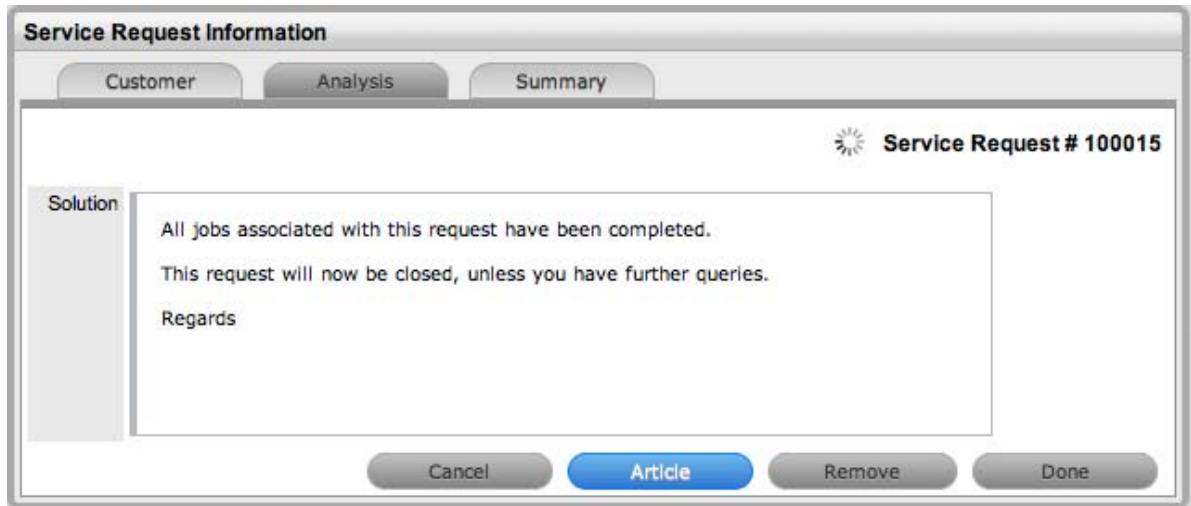 Service Request Information
Customer Analysis Summary
Service Request # 100015
Solution
All jobs associated with this request have been completed.
This request will now be closed, unless you have further queries.
Regards
Cancel Article Remove Done